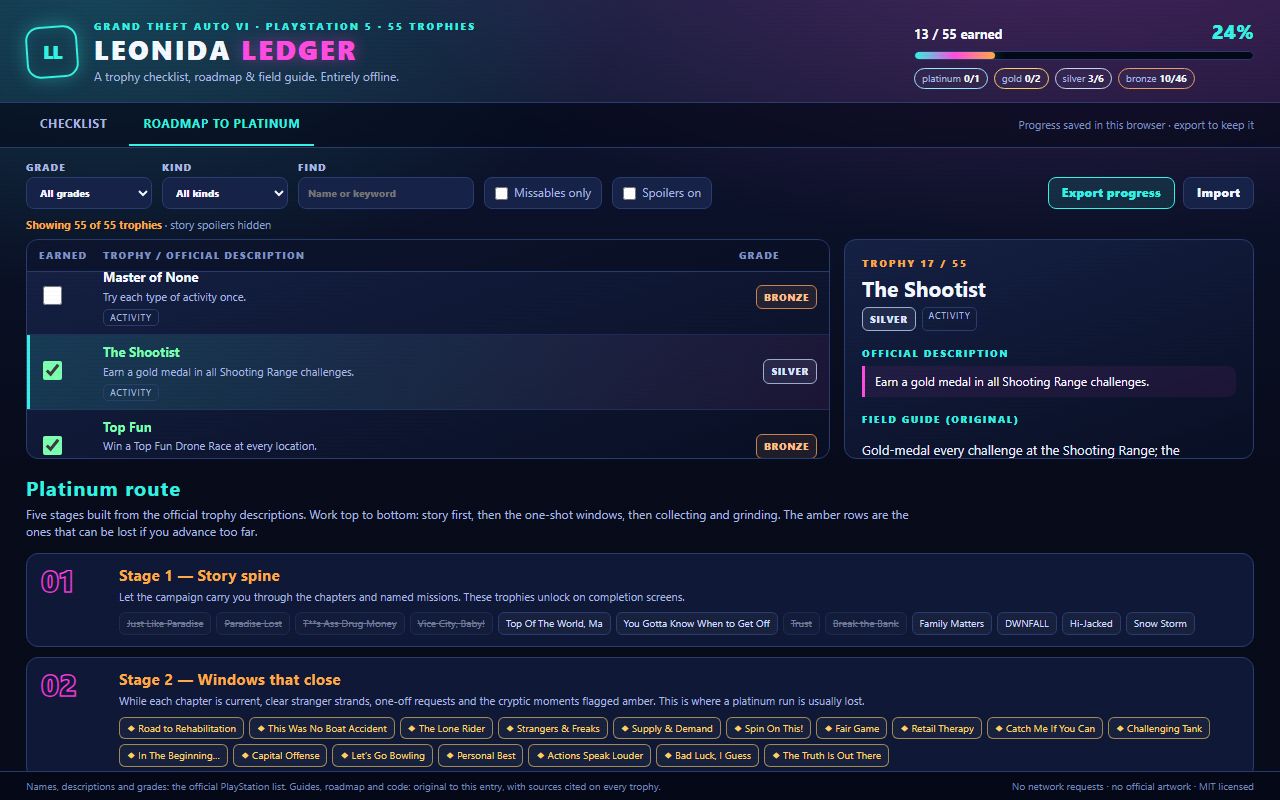 LL
GRAND THEFT AUTO VI · PLAYSTATION 5 · 55 TROPHIES
LEONIDA LEDGER
A trophy checklist, roadmap & field guide. Entirely offline.
13 / 55 earned
24%
platinum 0/1
gold 0/2
silver 3/6
bronze 10/46
CHECKLIST
ROADMAP TO PLATINUM
Progress saved in this browser · export to keep it
GRADE
KIND
FIND
All grades
All kinds
Name or keyword
Missables only
Spoilers on
Export progress
Import
Showing 55 of 55 trophies · story spoilers hidden
EARNED
TROPHY / OFFICIAL DESCRIPTION
GRADE
Master of None
Try each type of activity once.
ACTIVITY
BRONZE
The Shootist
Earn a gold medal in all Shooting Range challenges.
ACTIVITY
SILVER
Top Fun
Win a Top Fun Drone Race at every location.
BRONZE
TROPHY 17 / 55
The Shootist
SILVER
ACTIVITY
OFFICIAL DESCRIPTION
Earn a gold medal in all Shooting Range challenges.
FIELD GUIDE (ORIGINAL)
Gold-medal every challenge at the Shooting Range; the
Platinum route
Five stages built from the official trophy descriptions. Work top to bottom: story first, then the one-shot windows, then collecting and grinding. The amber rows are the
ones that can be lost if you advance too far.
01
Stage 1 — Story spine
Let the campaign carry you through the chapters and named missions. These trophies unlock on completion screens.
Just Like Paradise
Paradise Lost
T**s Ass Drug Money
Vice City, Baby!
Top Of The World, Ma
You Gotta Know When to Get Off
Trust
Break the Bank
Family Matters
DWNFALL
Hi-Jacked
Snow Storm
02
Stage 2 — Windows that close
While each chapter is current, clear stranger strands, one-off requests and the cryptic moments flagged amber. This is where a platinum run is usually lost.
◆ Road to Rehabilitation
◆ This Was No Boat Accident
◆ The Lone Rider
◆ Strangers & Freaks
◆ Supply & Demand
◆ Spin On This!
◆ Fair Game
◆ Retail Therapy
◆ Catch Me If You Can
◆ Challenging Tank
◆ In The Beginning...
◆ Capital Offense
◆ Let's Go Bowling
◆ Personal Best
◆ Actions Speak Louder
◆ Bad Luck, I Guess
◆ The Truth Is Out There
Names, descriptions and grades: the official PlayStation list. Guides, roadmap and code: original to this entry, with sources cited on every trophy.
No network requests · no official artwork · MIT licensed